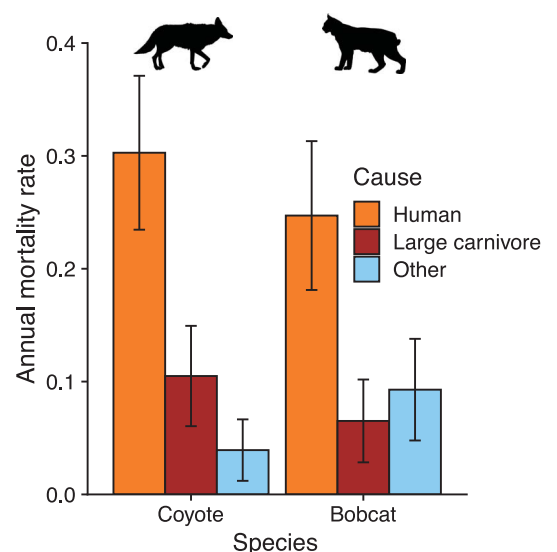 Annual mortality rate
0.4
0.3
0.2
0.1
0.0
Cause
Human
Large carnivore
Other
Coyote
Bobcat
Species